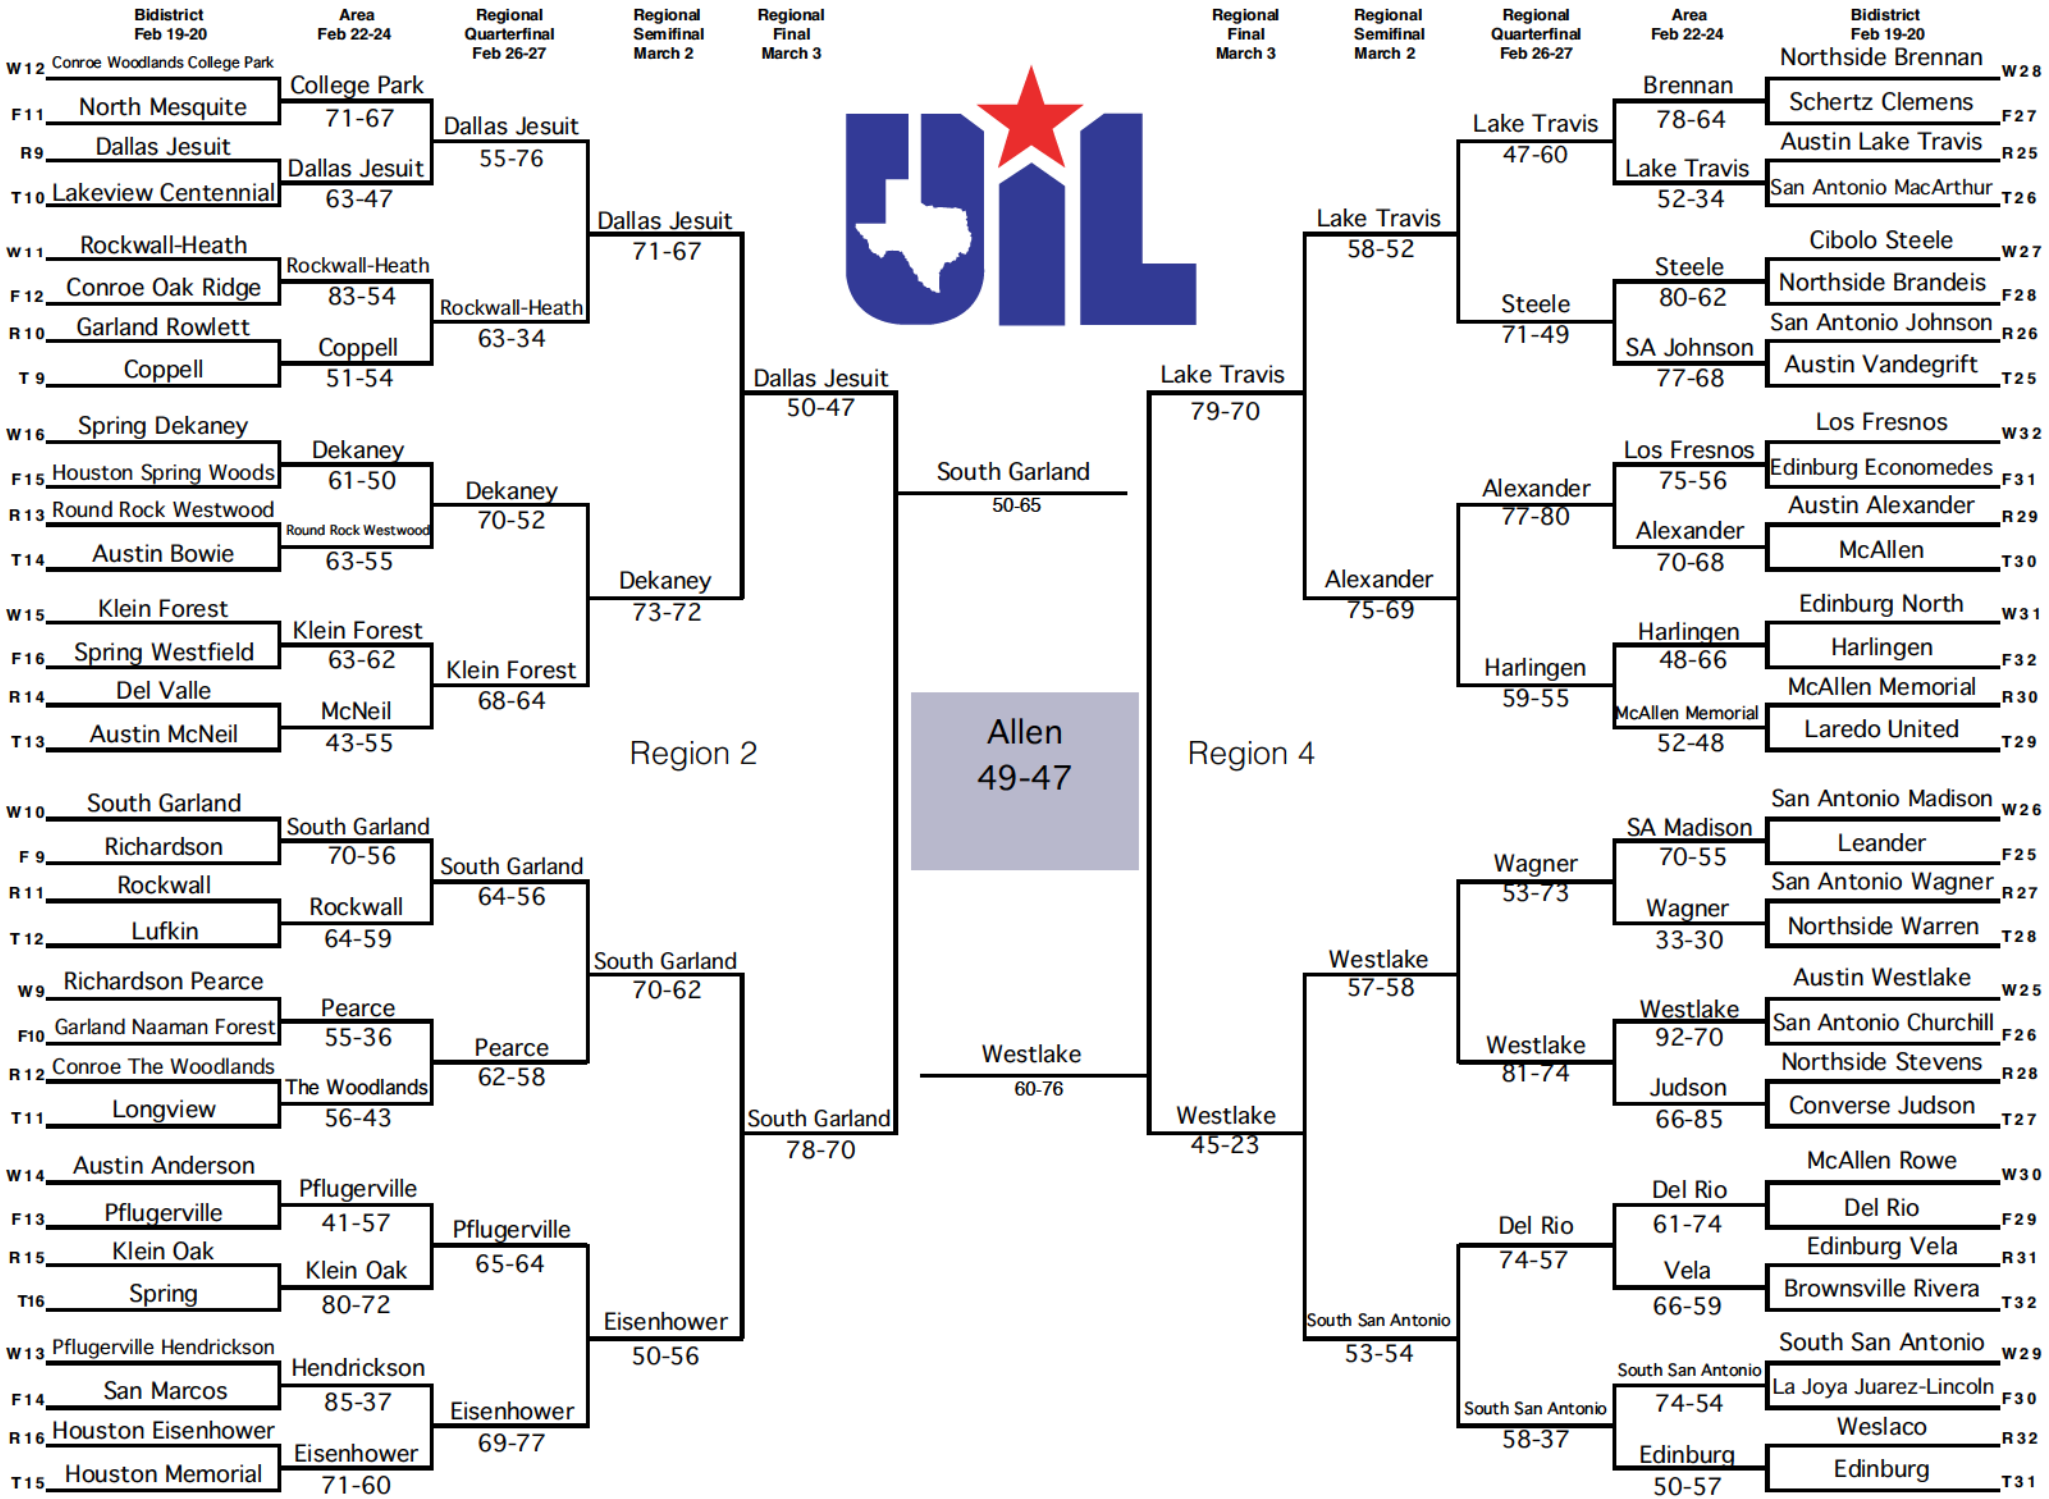 Bidistrict
Feb 19-20
Area
Feb 22-24
Regional
Quarterfinal
Feb 26-27
Regional
Semifinal
March 2
Regional
Final
March 3
Regional
Final
March 3
Regional
Semifinal
March 2
Regional
Quarterfinal
Feb 26-27
Area
Feb 22-24
Bidistrict
Feb 19-20
W12 Conroe Woodlands College Park
F11 North Mesquite
R9 Dallas Jesuit
T10 Lakeview Centennial
W11 Rockwall-Heath
F12 Conroe Oak Ridge
R10 Garland Rowlett
T9 Coppell
W16 Spring Dekaney
F15 Houston Spring Woods
R13 Round Rock Westwood
T14 Austin Bowie
W15 Klein Forest
F16 Spring Westfield
R14 Del Valle
T13 Austin McNeil
W10 South Garland
F9 Richardson
R11 Rockwall
T12 Lufkin
W9 Richardson Pearce
F10 Garland Naaman Forest
R12 Conroe The Woodlands
T11 Longview
W14 Austin Anderson
F13 Pflugerville
R15 Klein Oak
T16 Spring
W13 Pflugerville Hendrickson
F14 San Marcos
R16 Houston Eisenhower
T15 Houston Memorial
College Park
71-67
Dallas Jesuit
63-47
Rockwall-Heath
83-54
Coppell
51-54
Dekaney
61-50
Round Rock Westwood
63-55
Klein Forest
63-62
McNeil
43-55
South Garland
70-56
Rockwall
64-59
Pearce
55-36
The Woodlands
56-43
Pflugerville
41-57
Klein Oak
80-72
Hendrickson
85-37
Eisenhower
71-60
Dallas Jesuit
55-76
Rockwall-Heath
63-34
Dekaney
70-52
Klein Forest
68-64
South Garland
64-56
Pearce
62-58
Pflugerville
65-64
Eisenhower
69-77
Dallas Jesuit
71-67
Dekaney
73-72
South Garland
70-62
Eisenhower
50-56
Dallas Jesuit
50-47
South Garland
78-70
Region 2
UIL
South Garland
50-65
Allen
49-47
Westlake
60-76
Region 4
Lake Travis
79-70
Westlake
45-23
Lake Travis
58-52
Alexander
75-69
Westlake
57-58
South San Antonio
53-54
Lake Travis
47-60
Steele
71-49
Alexander
77-80
Harlingen
59-55
Wagner
53-73
Westlake
81-74
Del Rio
74-57
South San Antonio
58-37
Brennan
78-64
Lake Travis
52-34
Steele
80-62
SA Johnson
77-68
Los Fresnos
75-56
Alexander
70-68
Harlingen
48-66
McAllen Memorial
52-48
SA Madison
70-55
Wagner
33-30
Westlake
92-70
Judson
66-85
Del Rio
61-74
Vela
66-59
South San Antonio
74-54
Edinburg
50-57
Northside Brennan W28
Schertz Clemens F27
Austin Lake Travis R25
San Antonio MacArthur T26
Cibolo Steele W27
Northside Brandeis F28
San Antonio Johnson R26
Austin Vandegrift T25
Los Fresnos W32
Edinburg Economedes F31
Austin Alexander R29
McAllen T30
Edinburg North W31
Harlingen F32
McAllen Memorial R30
Laredo United T29
San Antonio Madison W26
Leander F25
San Antonio Wagner R27
Northside Warren T28
Austin Westlake W25
San Antonio Churchill F26
Northside Stevens R28
Converse Judson T27
McAllen Rowe W30
Del Rio F29
Edinburg Vela R31
Brownsville Rivera T32
South San Antonio W29
La Joya Juarez-Lincoln F30
Weslaco R32
Edinburg T31